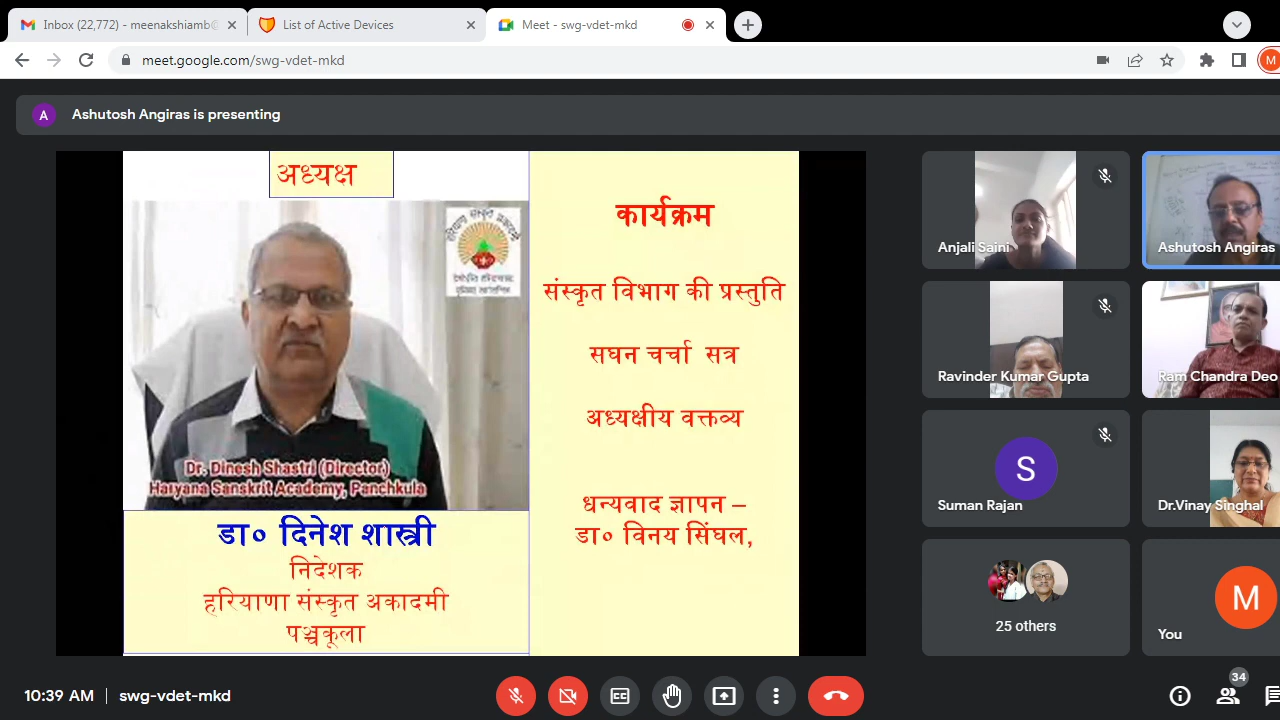 Inbox (22,772) - meenakshiamb@
List of Active Devices
Meet - swg-vdet-mkd
meet.google.com/swg-vdet-mkd
M
A
Ashutosh Angiras is presenting
अध्यक्ष
Dr. Dinesh Shastri (Director)
Haryana Sanskrit Academy, Panchkula
डा० दिनेश शास्त्री
निदेशक
हरियाणा संस्कृत अकादमी
पञ्चकूला
कार्यक्रम
संस्कृत विभाग की प्रस्तुति
सघन चर्चा सत्र
अध्यक्षीय वक्तव्य
धन्यवाद ज्ञापन –
डा० विनय सिंघल,
Anjali Saini
Ashutosh Angiras
Ravinder Kumar Gupta
Ram Chandra Deo
S
Suman Rajan
Dr.Vinay Singhal
25 others
M
You
10:39 AM | swg-vdet-mkd
CC
34